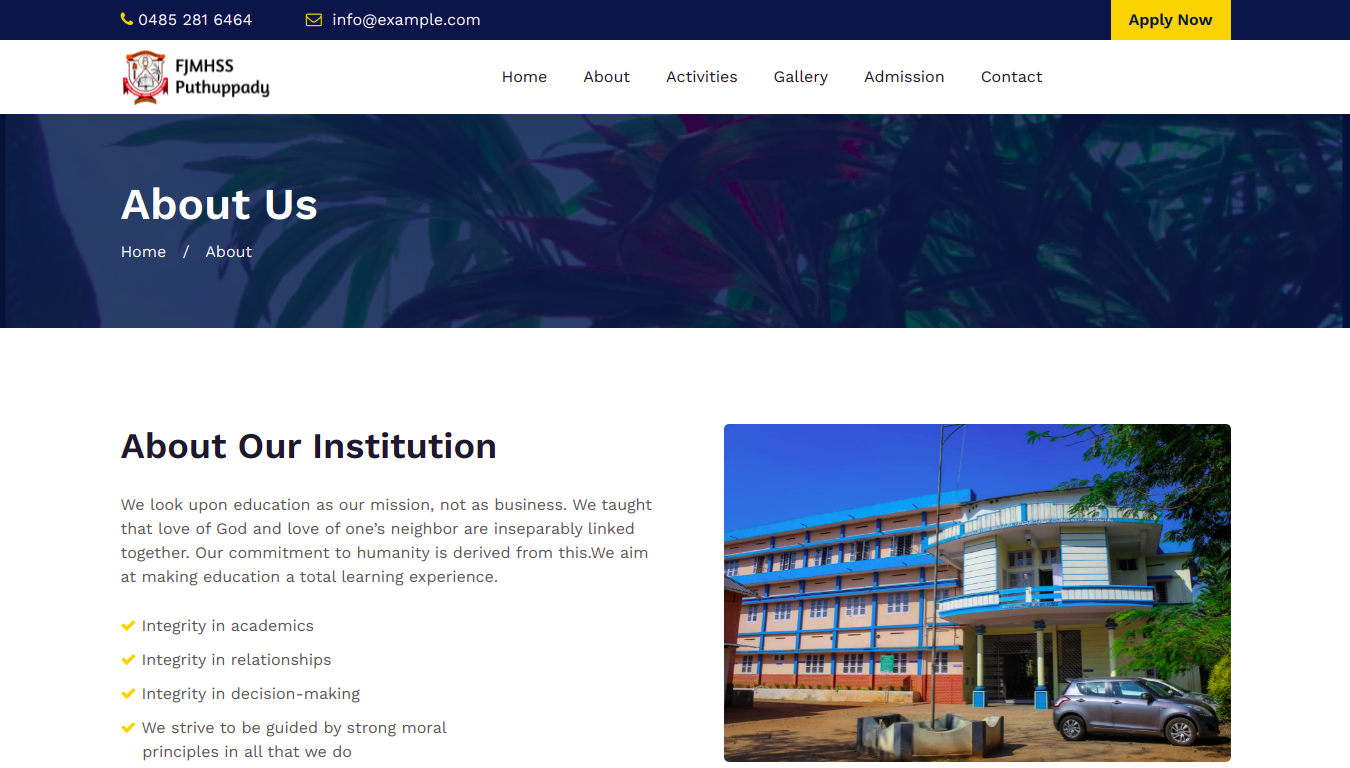 0485 281 6464
info@example.com
Apply Now
FJMHSS
Puthuppady
Home
About
Activities
Gallery
Admission
Contact
About Us
Home / About
About Our Institution
We look upon education as our mission, not as business. We taught
that love of God and love of one’s neighbor are inseparably linked
together. Our commitment to humanity is derived from this.We aim
at making education a total learning experience.
Integrity in academics
Integrity in relationships
Integrity in decision-making
We strive to be guided by strong moral
principles in all that we do